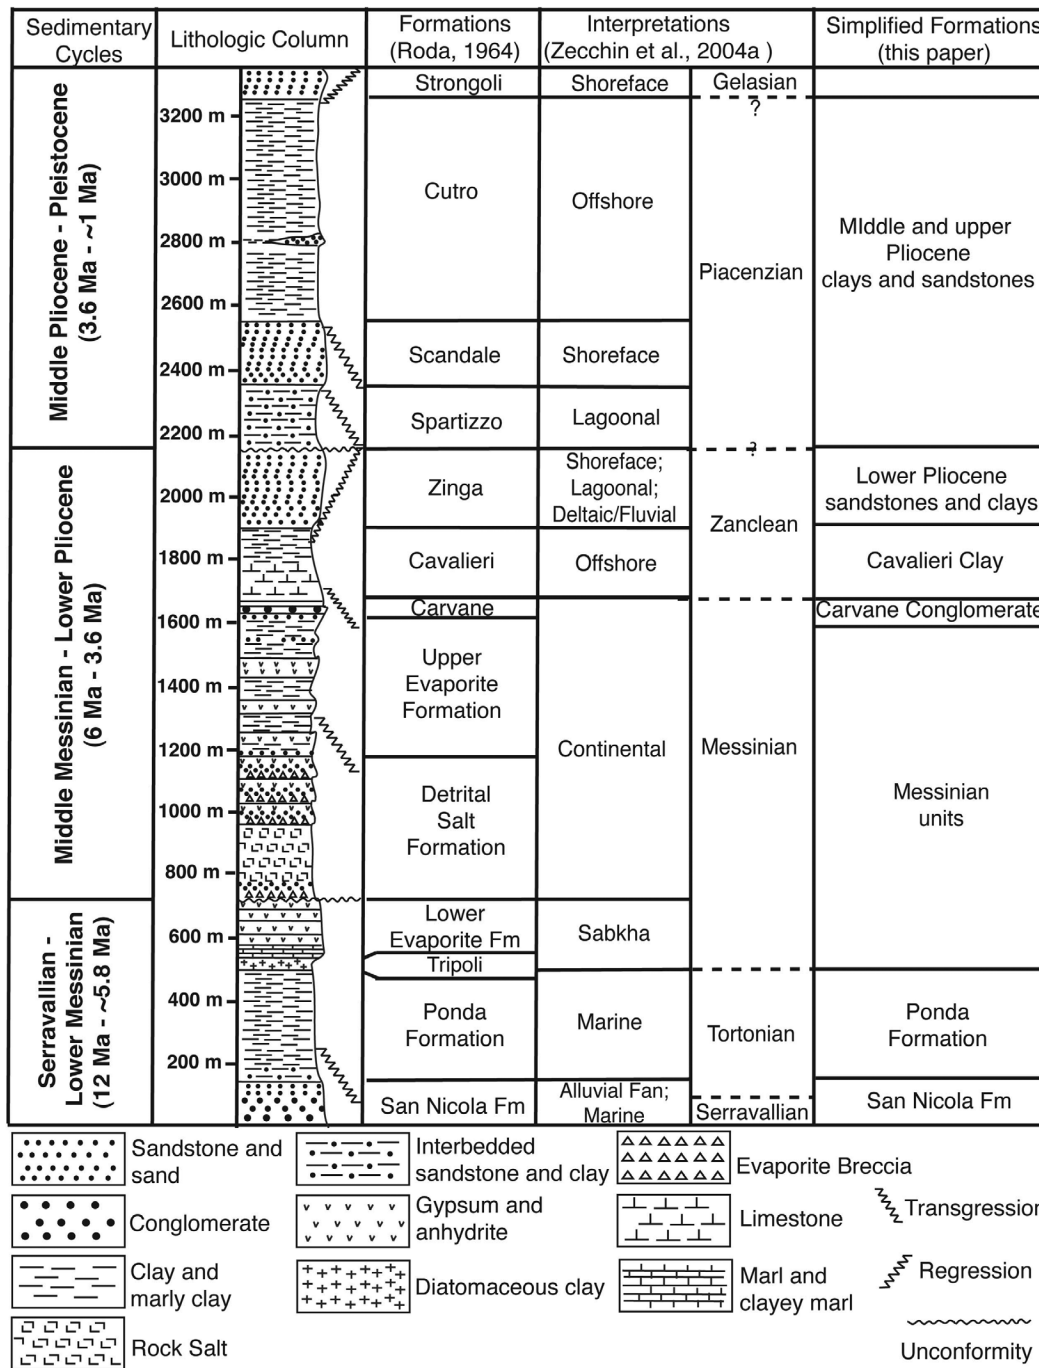 Sedimentary
Cycles
Lithologic Column
Formations
(Roda, 1964)
Interpretations
(Zecchin et al., 2004a )
Simplified Formations
(this paper)
Middle Pliocene - Pleistocene
(3.6 Ma - ~1 Ma)
Middle Messinian - Lower Pliocene
(6 Ma - 3.6 Ma)
Serravallian -
Lower Messinian
(12 Ma - ~5.8 Ma)
3200 m
3000 m
2800 m
2600 m
2400 m
2200 m
2000 m
1800 m
1600 m
1400 m
1200 m
1000 m
800 m
600 m
400 m
200 m
Strongoli
Cutro
Scandale
Spartizzo
Zinga
Cavalieri
Carvane
Upper
Evaporite
Formation
Detrital
Salt
Formation
Lower
Evaporite Fm
Tripoli
Ponda
Formation
San Nicola Fm
Shoreface
Offshore
Shoreface
Lagoonal
Shoreface;
Lagoonal;
Deltaic/Fluvial
Offshore
Continental
Sabkha
Marine
Alluvial Fan;
Marine
Gelasian
?
Piacenzian
?
Zanclean
Messinian
Tortonian
Serravallian
MIddle and upper
Pliocene
clays and sandstones
Lower Pliocene
sandstones and clays
Cavalieri Clay
Carvane Conglomerate
Messinian
units
Ponda
Formation
San Nicola Fm
Sandstone and
sand
Conglomerate
Clay and
marly clay
Rock Salt
Interbedded
sandstone and clay
Gypsum and
anhydrite
Diatomaceous clay
Evaporite Breccia
Limestone
Marl and
clayey marl
Transgression
Regression
Unconformity